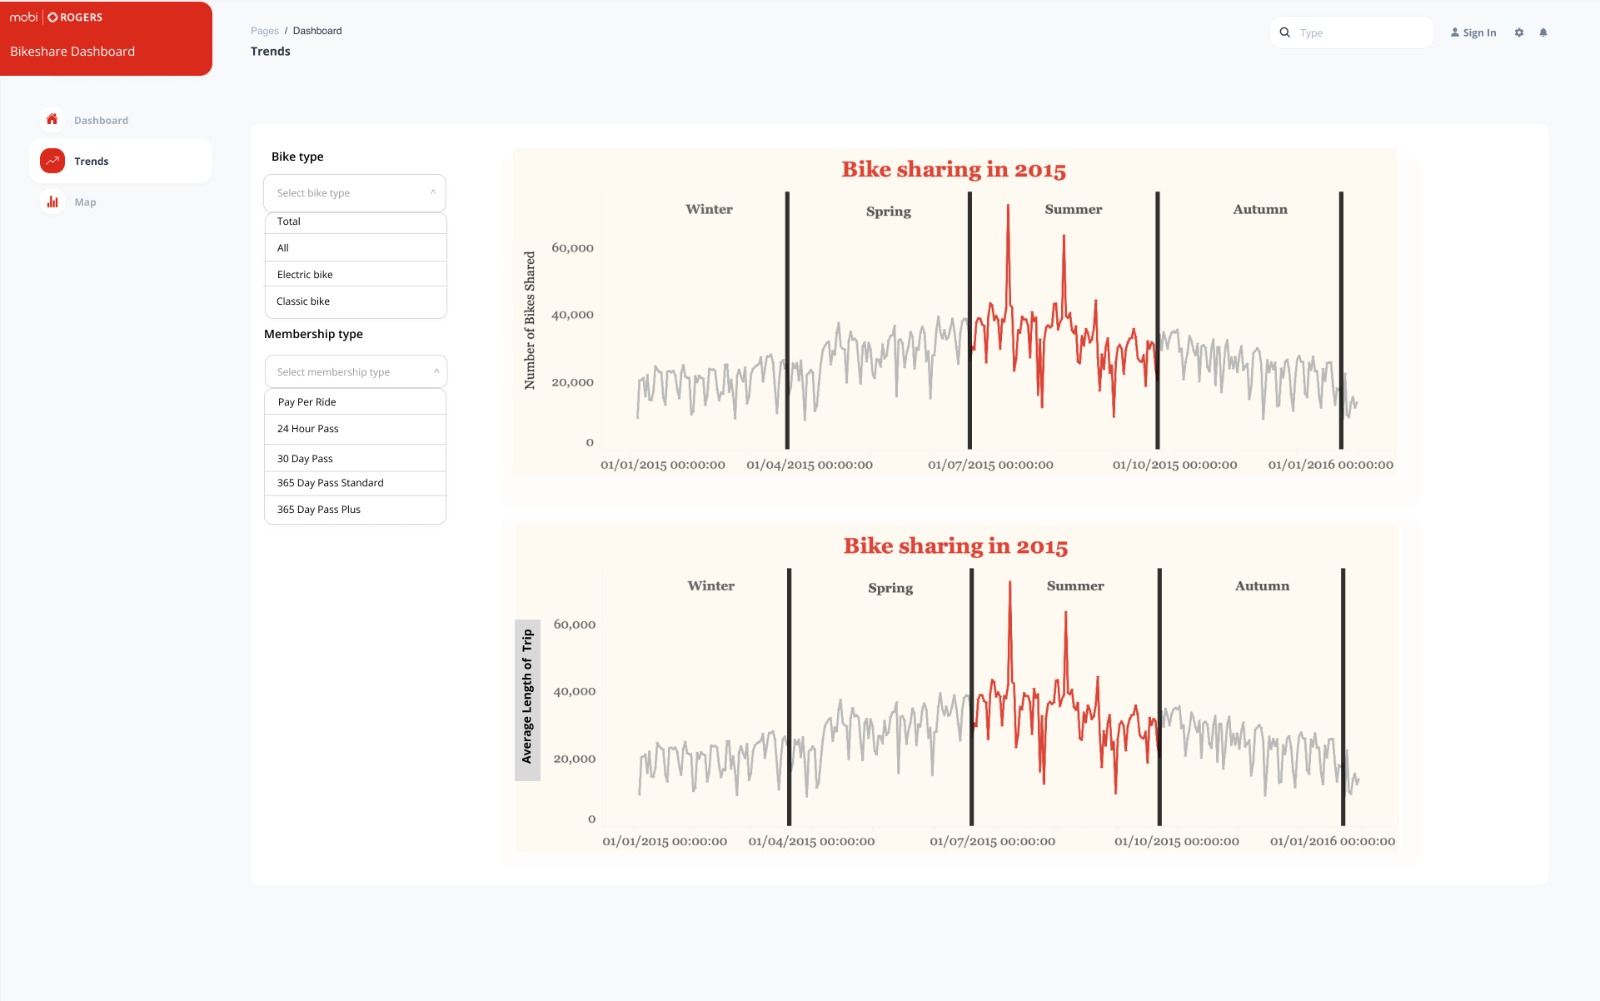 mobi | ROGERS
Bikeshare Dashboard
Pages / Dashboard
Trends
Type
Sign In
Dashboard
Trends
Map
Bike type
Select bike type
Total
All
Electric bike
Classic bike
Membership type
Select membership type
Pay Per Ride
24 Hour Pass
30 Day Pass
365 Day Pass Standard
365 Day Pass Plus
Bike sharing in 2015
Winter
Spring
Summer
Autumn
Number of Bikes Shared
60,000
40,000
20,000
0
01/01/2015 00:00:00
01/04/2015 00:00:00
01/07/2015 00:00:00
01/10/2015 00:00:00
01/01/2016 00:00:00
Bike sharing in 2015
Winter
Spring
Summer
Autumn
Average Length of Trip
60,000
40,000
20,000
0
01/01/2015 00:00:00
01/04/2015 00:00:00
01/07/2015 00:00:00
01/10/2015 00:00:00
01/01/2016 00:00:00